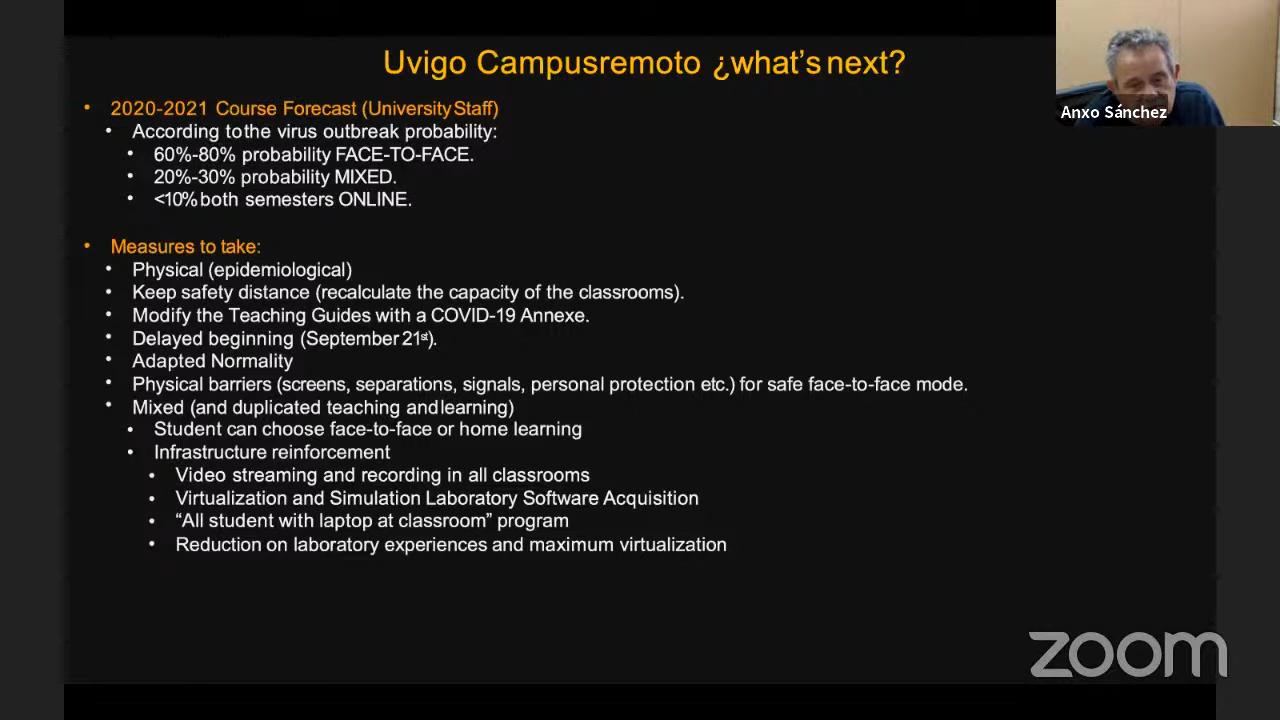 Uvigo Campusremoto ¿what's next?
Anxo Sánchez
• 2020-2021 Course Forecast (University Staff)
• According to the virus outbreak probability:
• 60%-80% probability FACE-TO-FACE.
• 20%-30% probability MIXED.
• <10% both semesters ONLINE.
• Measures to take:
• Physical (epidemiological)
• Keep safety distance (recalculate the capacity of the classrooms).
• Modify the Teaching Guides with a COVID-19 Annexe.
• Delayed beginning (September 21st).
• Adapted Normality
• Physical barriers (screens, separations, signals, personal protection etc.) for safe face-to-face mode.
• Mixed (and duplicated teaching and learning)
• Student can choose face-to-face or home learning
• Infrastructure reinforcement
• Video streaming and recording in all classrooms
• Virtualization and Simulation Laboratory Software Acquisition
• “All student with laptop at classroom” program
• Reduction on laboratory experiences and maximum virtualization
zoom